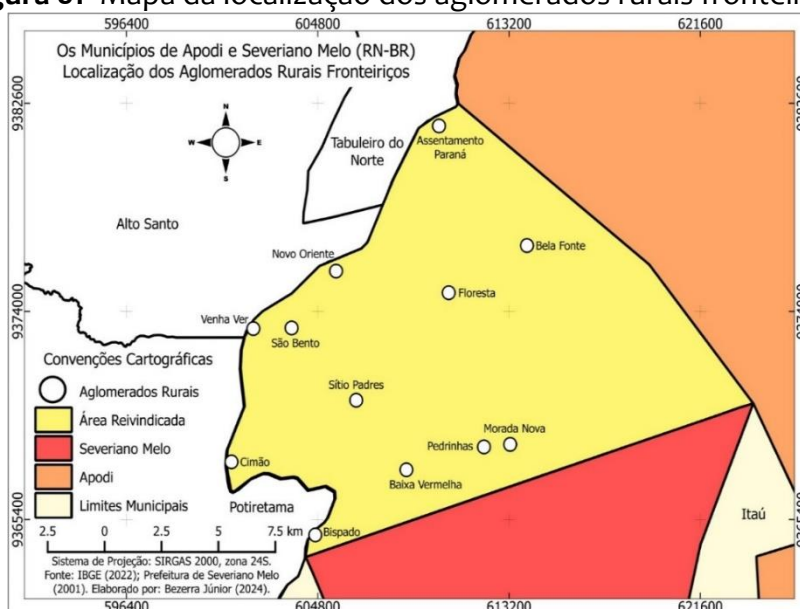 gura 01 Mapa da localização dos aglomerados rurais frontei
596400 604800 613200 621600
Os Municípios de Apodi e Severiano Melo (RN-BR)
Localização dos Aglomerados Rurais Fronteiriços
9382600
N
W E
S
Tabuleiro do
Norte
Assentamento
Paraná
Alto Santo
Bela Fonte
Novo Oriente
Floresta
9374000
9374000
Venha Ver
São Bento
Convenções Cartográficas
Aglomerados Rurais
Área Reivindicada
Severiano Melo
Apodi
Limites Municipais
Sítio Padres
Morada Nova
Pedrinhas
Cimão
Baixa Vermelha
Potiretama
Itaú
9365400
Bispado
2.5 0 2.5 5 7.5 km
Sistema de Projeção: SIRGAS 2000, zona 24S.
Fonte: IBGE (2022); Prefeitura de Severiano Melo
(2001). Elaborado por: Bezerra Júnior (2024).
596400 604800 613200 621600